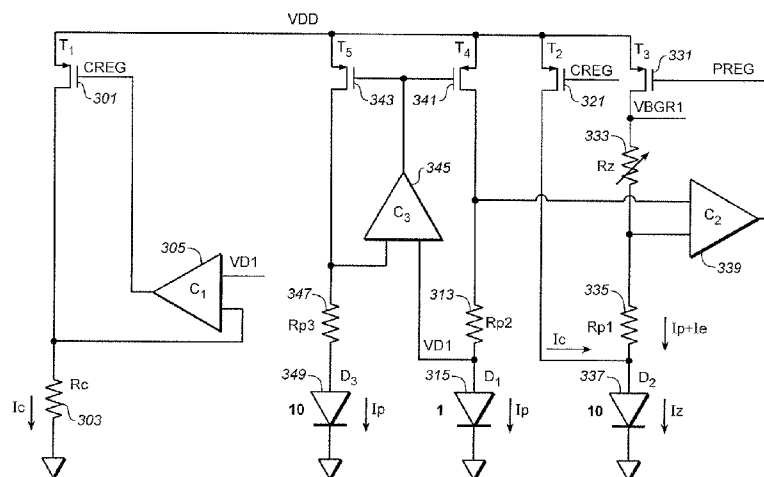 VDD
T1
T5
T4
T2
T3
331
CREG
CREG
PREG
301
343
341
321
VBGR1
333
Rz
345
C3
C2
339
305
VD1
C1
347
Rp3
313
Rp2
335
Rp1
Ip+Ie
VD1
Ic
Rc
303
Ic
349
D3
10
Ip
315
D1
1
Ip
337
D2
10
Iz